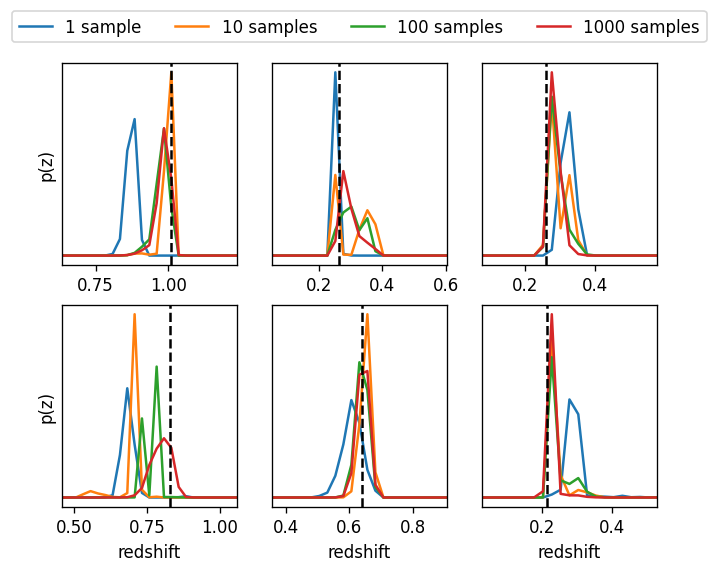 1 sample 10 samples 100 samples 1000 samples
p(z)
0.75 1.00 0.2 0.4 0.6 0.2 0.4
p(z)
0.50 0.75 1.00 0.4 0.6 0.8 0.2 0.4
redshift redshift redshift